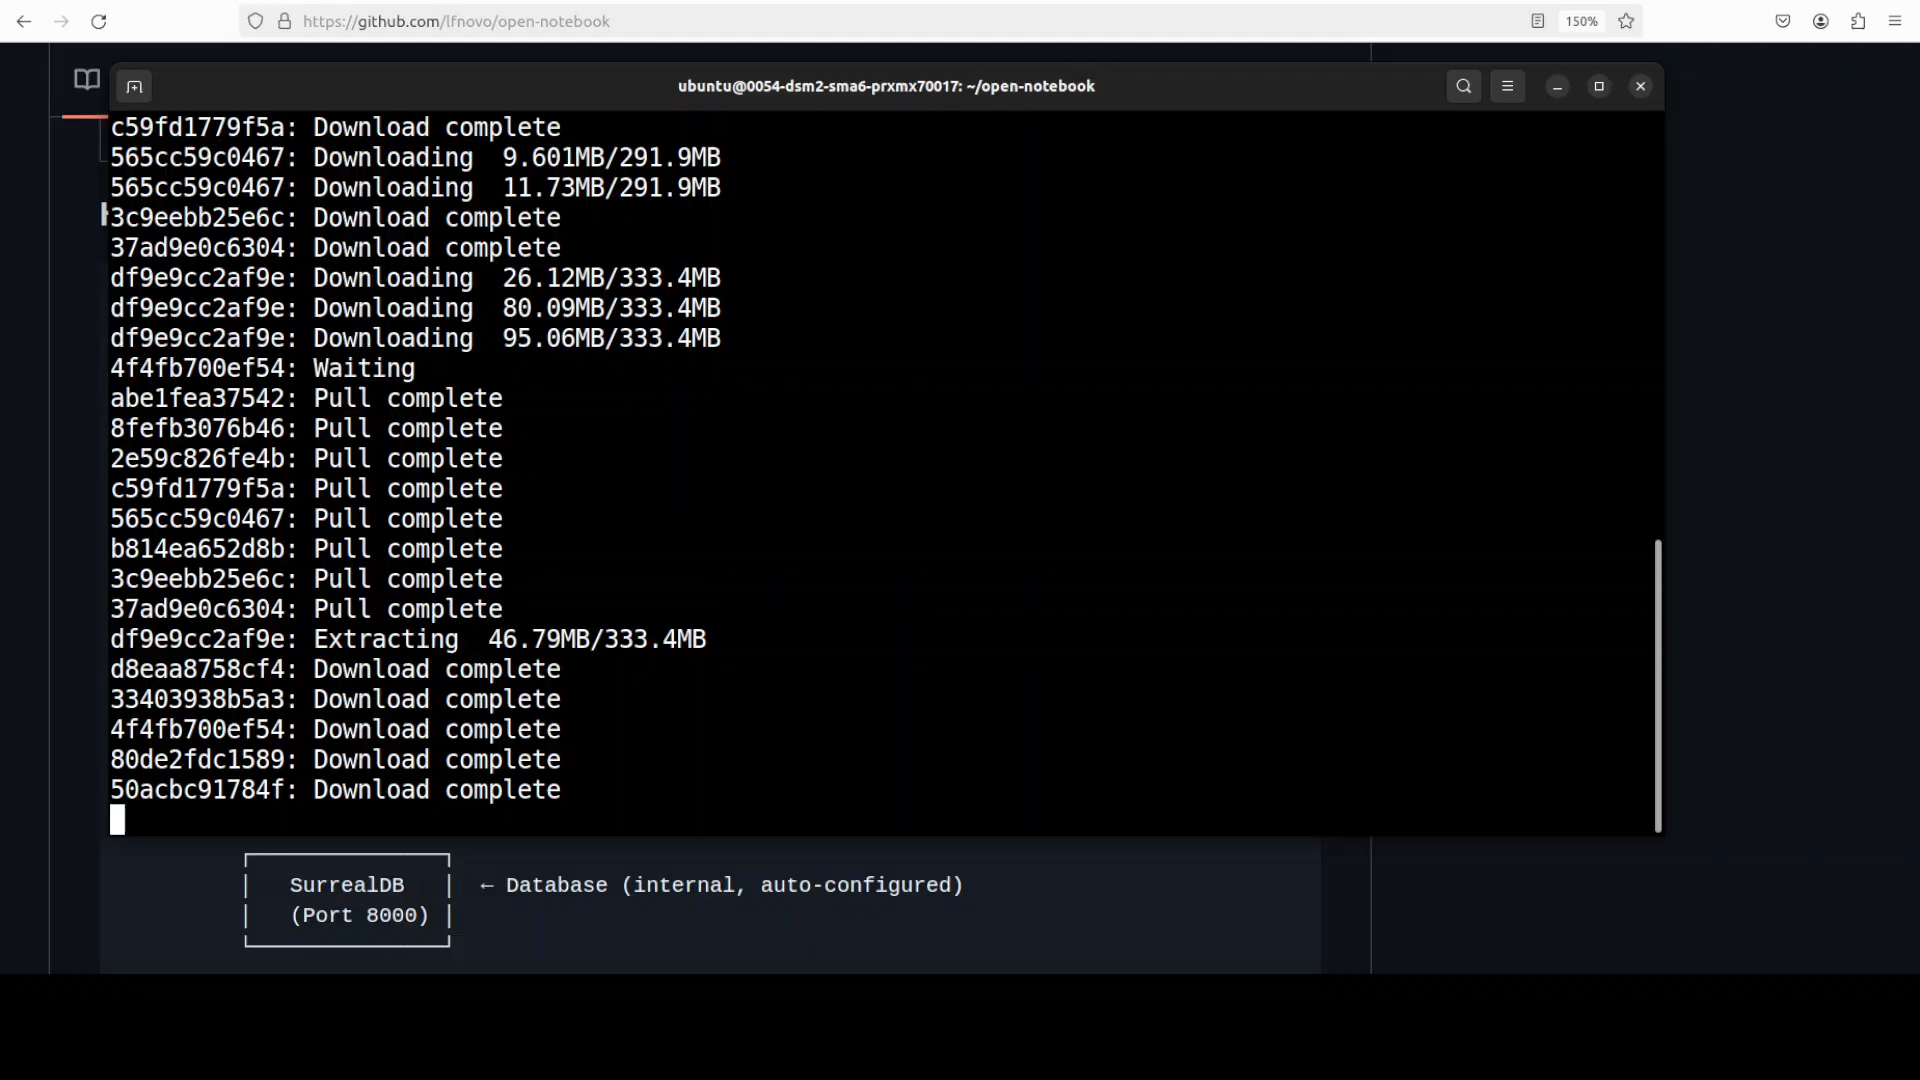 https://github.com/lfnovo/open-notebook
150%
ubuntu@0054-dsm2-sma6-prxmx70017: ~/open-notebook
c59fd1779f5a: Download complete
565cc59c0467: Downloading  9.601MB/291.9MB
565cc59c0467: Downloading  11.73MB/291.9MB
3c9eebb25e6c: Download complete
37ad9e0c6304: Download complete
df9e9cc2af9e: Downloading  26.12MB/333.4MB
df9e9cc2af9e: Downloading  80.09MB/333.4MB
df9e9cc2af9e: Downloading  95.06MB/333.4MB
4f4fb700ef54: Waiting
abe1fea37542: Pull complete
8fefb3076b46: Pull complete
2e59c826fe4b: Pull complete
c59fd1779f5a: Pull complete
565cc59c0467: Pull complete
b814ea652d8b: Pull complete
3c9eebb25e6c: Pull complete
37ad9e0c6304: Pull complete
df9e9cc2af9e: Extracting  46.79MB/333.4MB
d8eaa8758cf4: Download complete
33403938b5a3: Download complete
4f4fb700ef54: Download complete
80de2fdc1589: Download complete
50acbc91784f: Download complete
SurrealDB ← Database (internal, auto-configured)
(Port 8000)